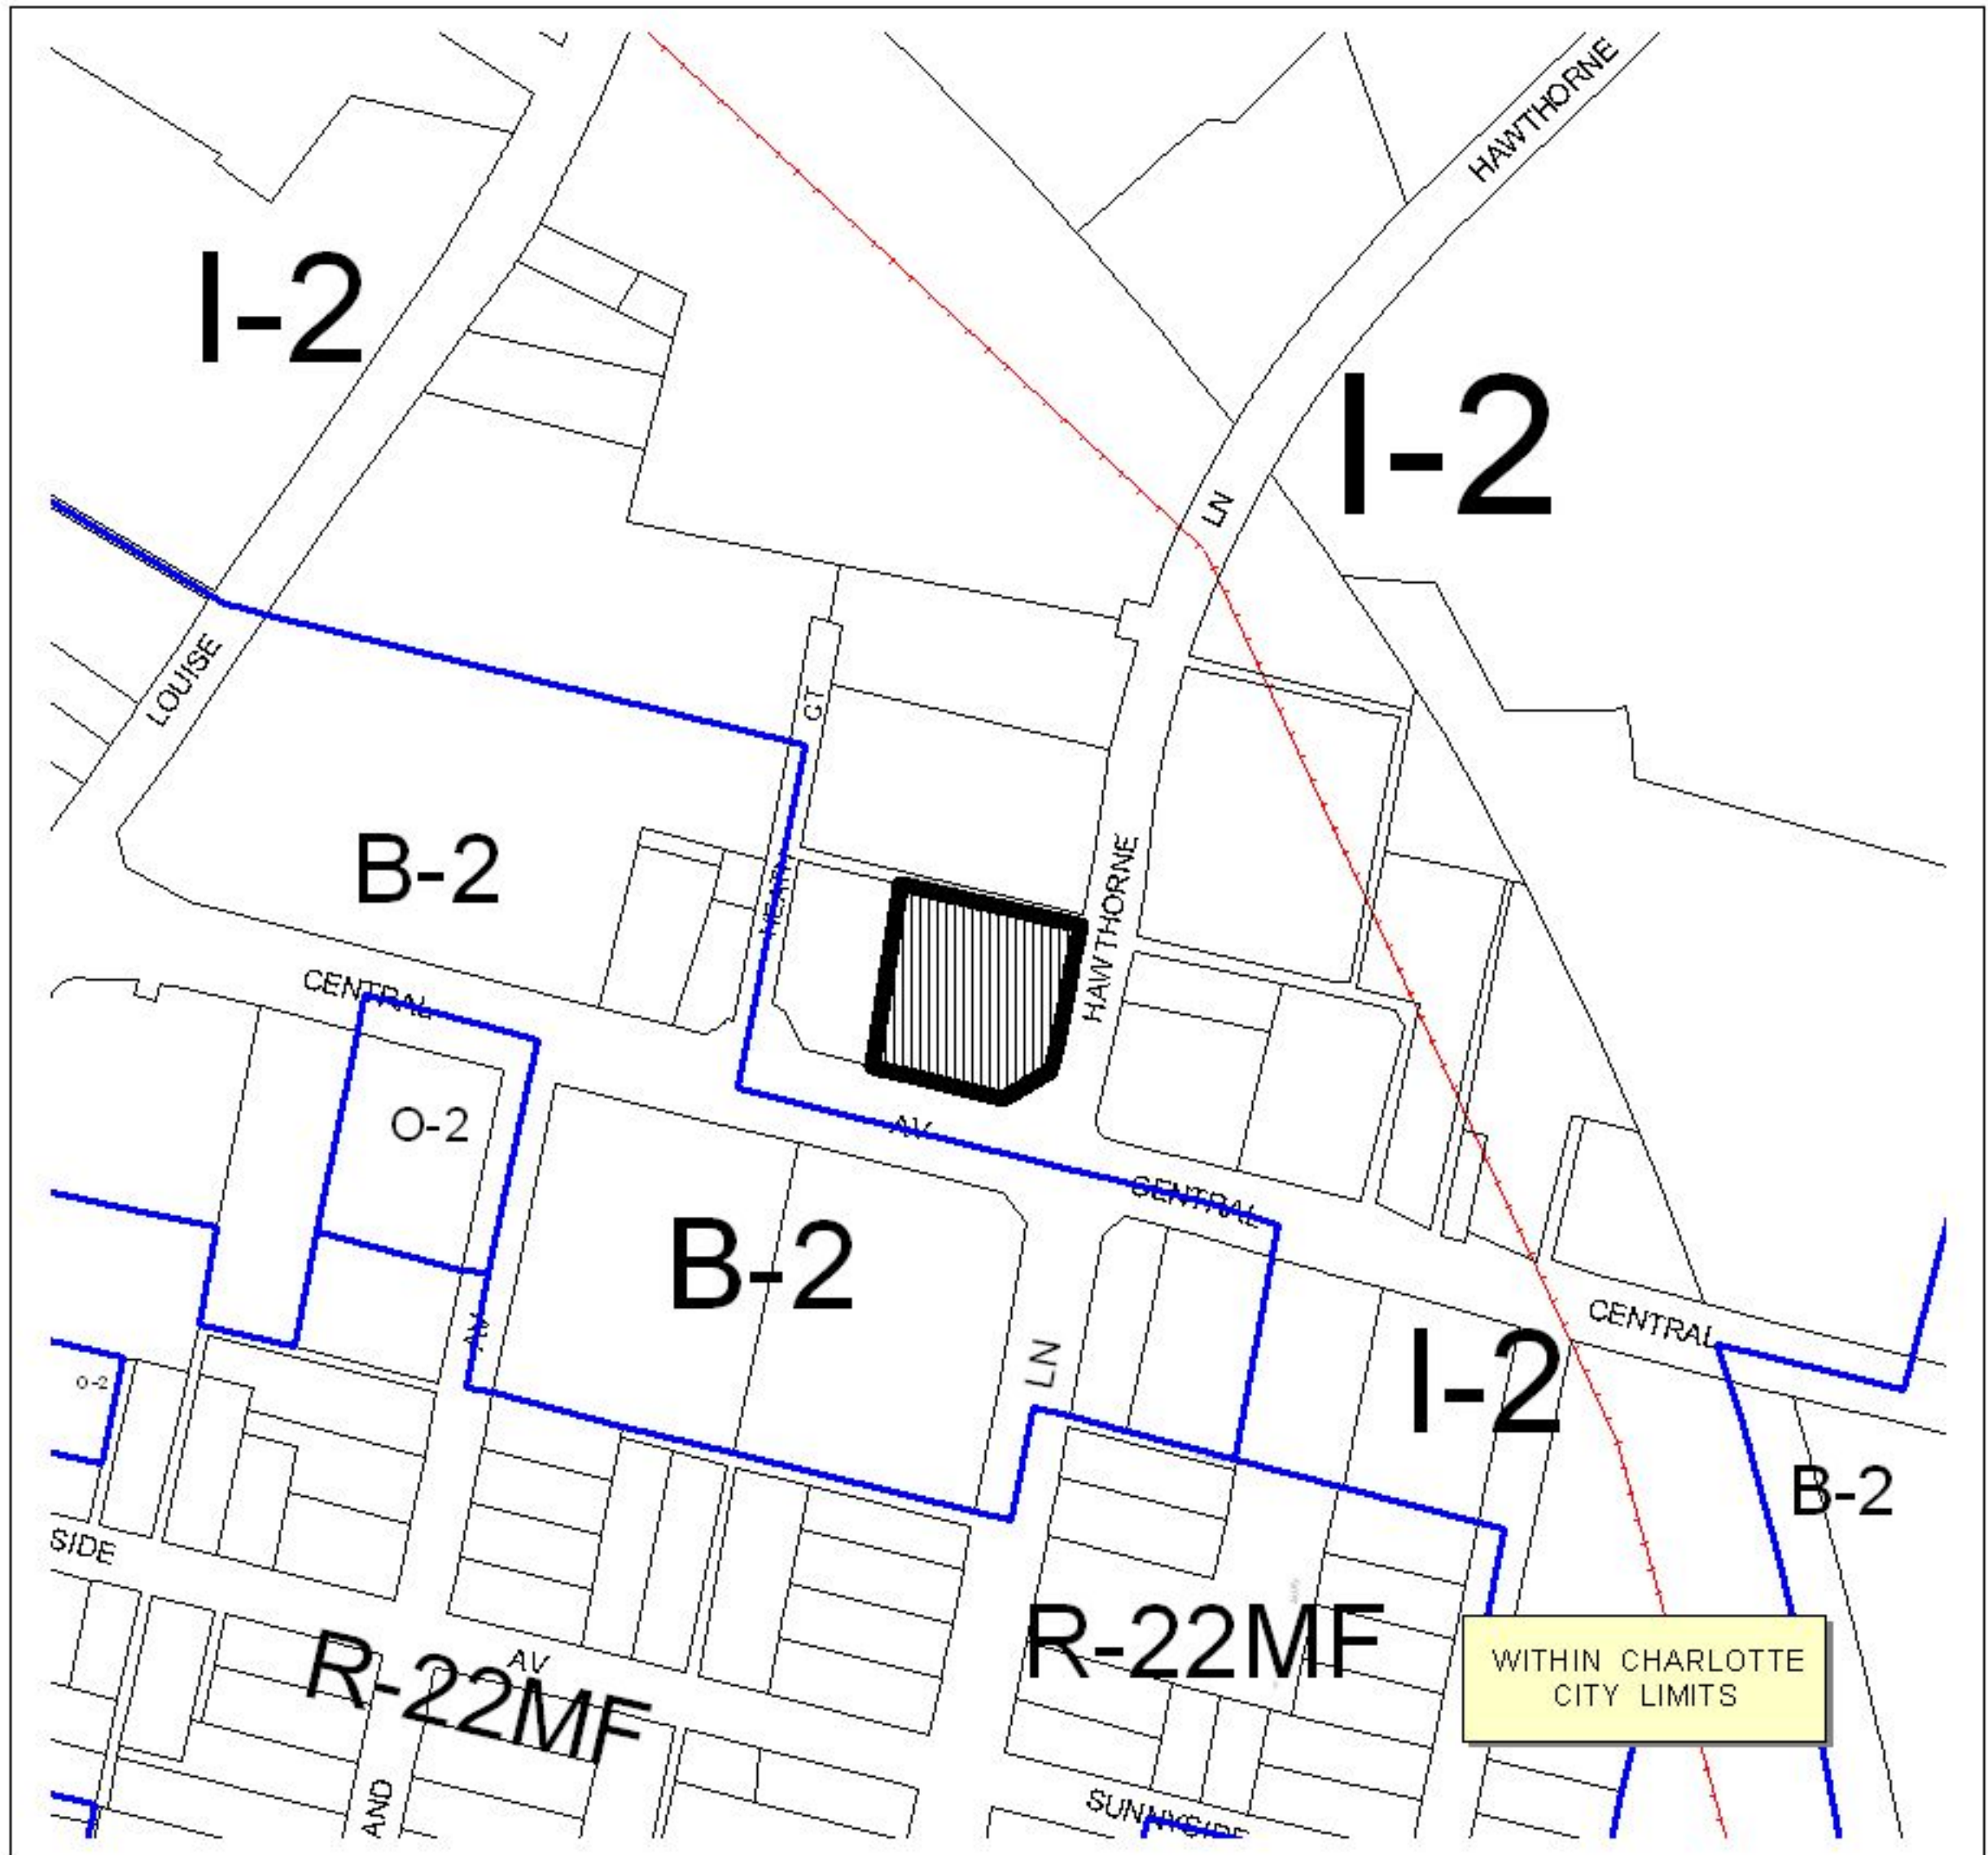 HAWTHORNE
I-2
I-2
LN
LOUISE
CT
B-2
HAWTHORNE
CENTRAL
O-2
AV
CENTRAL
B-2
CENTRAL
AV
LN
I-2
O-2
B-2
SIDE
R-22MF
WITHIN CHARLOTTE
CITY LIMITS
AV
R-22MF
AND
SUNNYSIDE